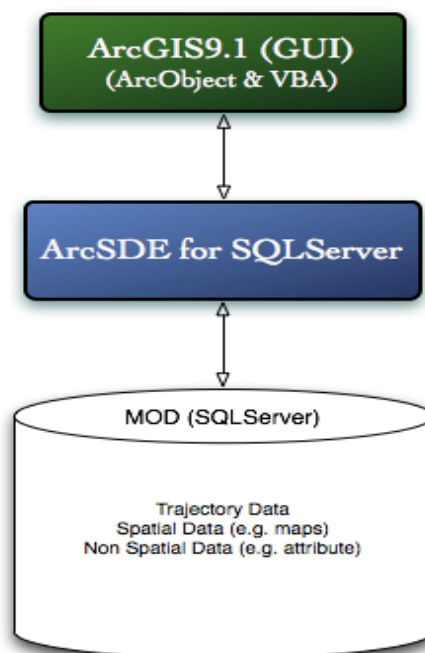 ArcGIS9.1 (GUI)
(ArcObject & VBA)
ArcSDE for SQLServer
MOD (SQLServer)
Trajectory Data
Spatial Data (e.g. maps)
Non Spatial Data (e.g. attribute)